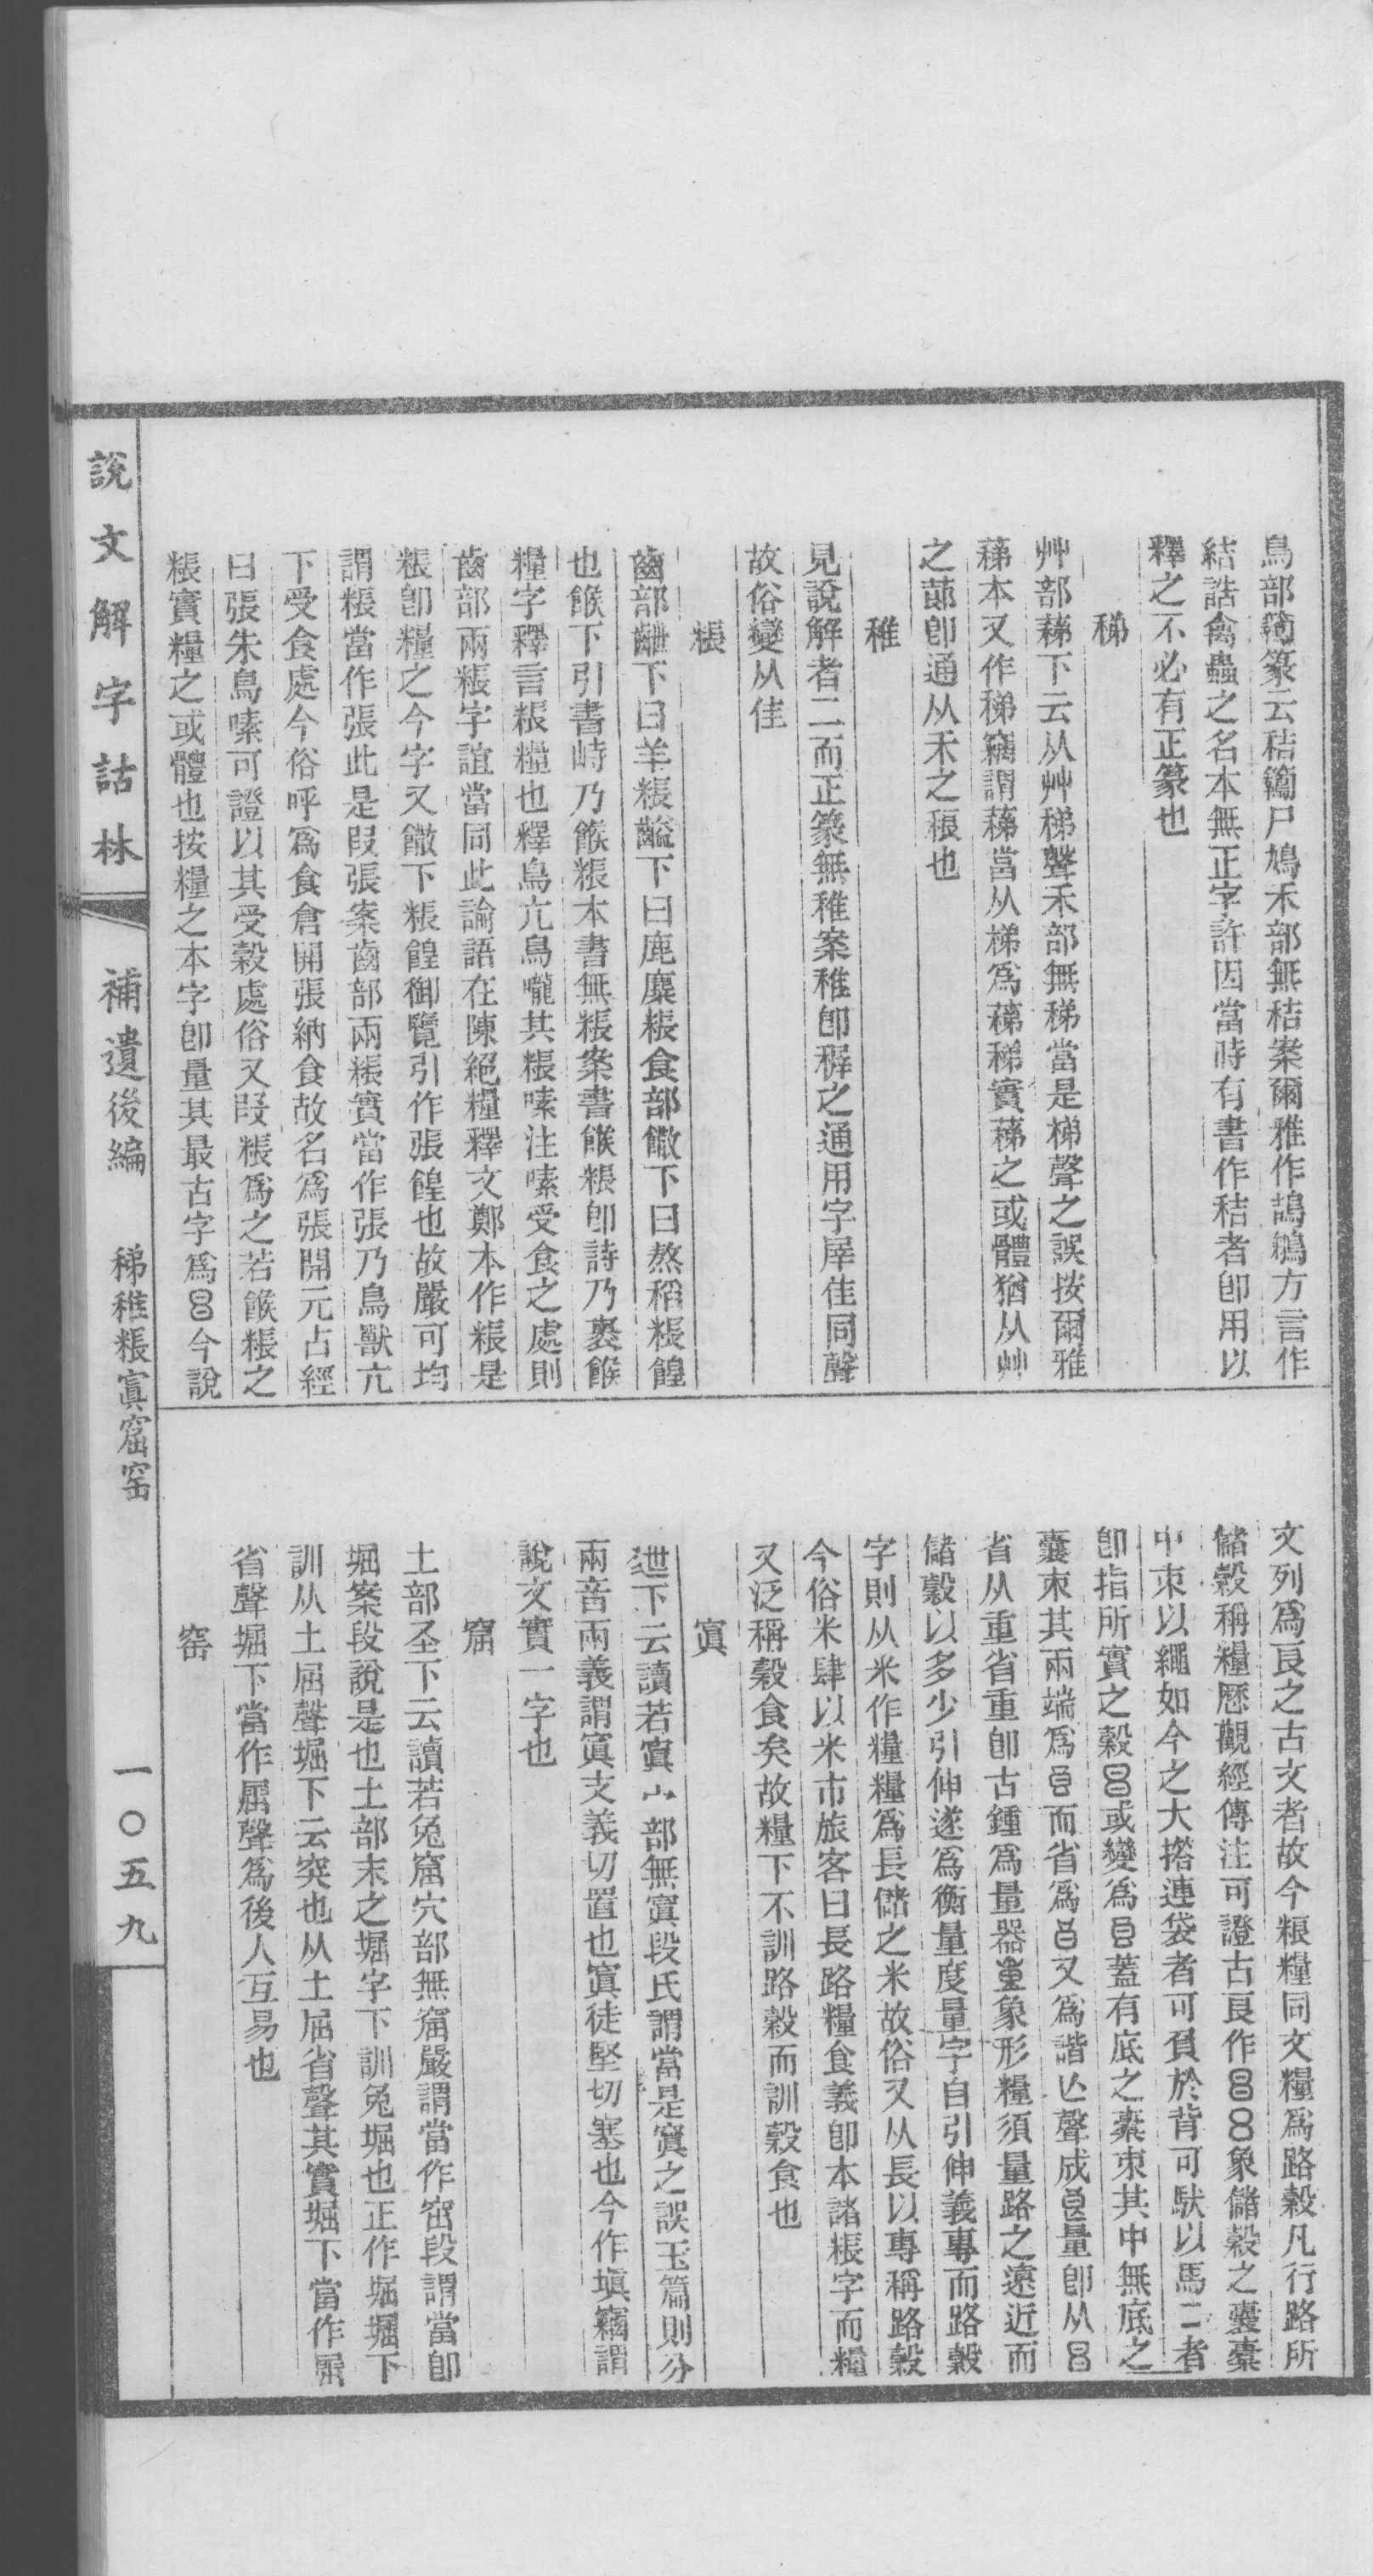 鳥部䳕篆云秸䳕尸鳩禾部無秸案爾雅作鴶鵴方言作
結誥禽蟲之名本無正字許因當時有書作秸者卽用以
釋之不必有正篆也
稊
艸部䔑下云从艸稊聲禾部無稊當是梯聲之誤按爾雅
䔑本又作稊竊謂䔑當从梯爲䔑稊實䔑之或體猶从艸
之蓈卽通从禾之稂也
稚
見說解者二而正篆無稚案稚卽稺之通用字犀隹同聲
故俗變从隹
粻
齒部齛下曰羊粻齸下曰鹿麋粻食部饊下曰熬稻粻餭
也餱下引書峙乃餱粻本書無粻案書餱粻卽詩乃裹餱
糧字釋言粻糧也釋鳥亢鳥嚨其粻嗉注嗉受食之處則
齒部兩粻字誼當同此論語在陳絕糧釋文鄭本作粻是
粻卽糧之今字又饊下粻餭御覽引作張餭也故嚴可均
謂粻當作張此是叚張案齒部兩粻實當作張乃鳥獸亢
下受食處今俗呼爲食倉開張納食故名爲張開元占經
曰張朱鳥嗉可證以其受穀處俗又叚粻爲之若餱粻之
粻實糧之或體也按糧之本字卽量其最古字爲㠯今說
文列爲㫐之古文者故今粻糧同文糧爲路穀凡行路所
儲穀稱糧歷觀經傳注可證古㫐作㠯象儲穀之囊橐
中束以繩如今之大搭連袋者可負於背可馱以馬二者
卽指所實之穀或變爲蓋有底之橐束其中無底之
囊束其兩端爲而省爲又爲諧亾聲成量卽从
省从重省重卽古鍾爲量器象形糧須量路之遠近而
儲穀以多少引伸遂爲衡量度量字自引伸義專而路穀
字則从米作糧糧爲長儲之米故俗又从長以專稱路穀
今俗米肆以米市旅客曰長路糧食義卽本諸粻字而糧
又泛稱穀食矣故糧下不訓路穀而訓穀食也
寘
迣下云讀若寘宀部無寘段氏謂當是窴之誤玉篇則分
兩音兩義謂寘支義切置也窴徒堅切塞也今作塡竊謂
說文實一字也
窟
土部圣下云讀若兔窟穴部無窟嚴謂當作窋段謂當卽
堀案段說是也土部末之堀字下訓兔堀也正作堀堀下
訓从土屈聲堀下云突也从土屈省聲其實堀下當作屈
省聲堀下當作屈聲爲後人互易也
窑
說文解字詁林 補遺後編 稊稚粻寘窟窑 一〇五九